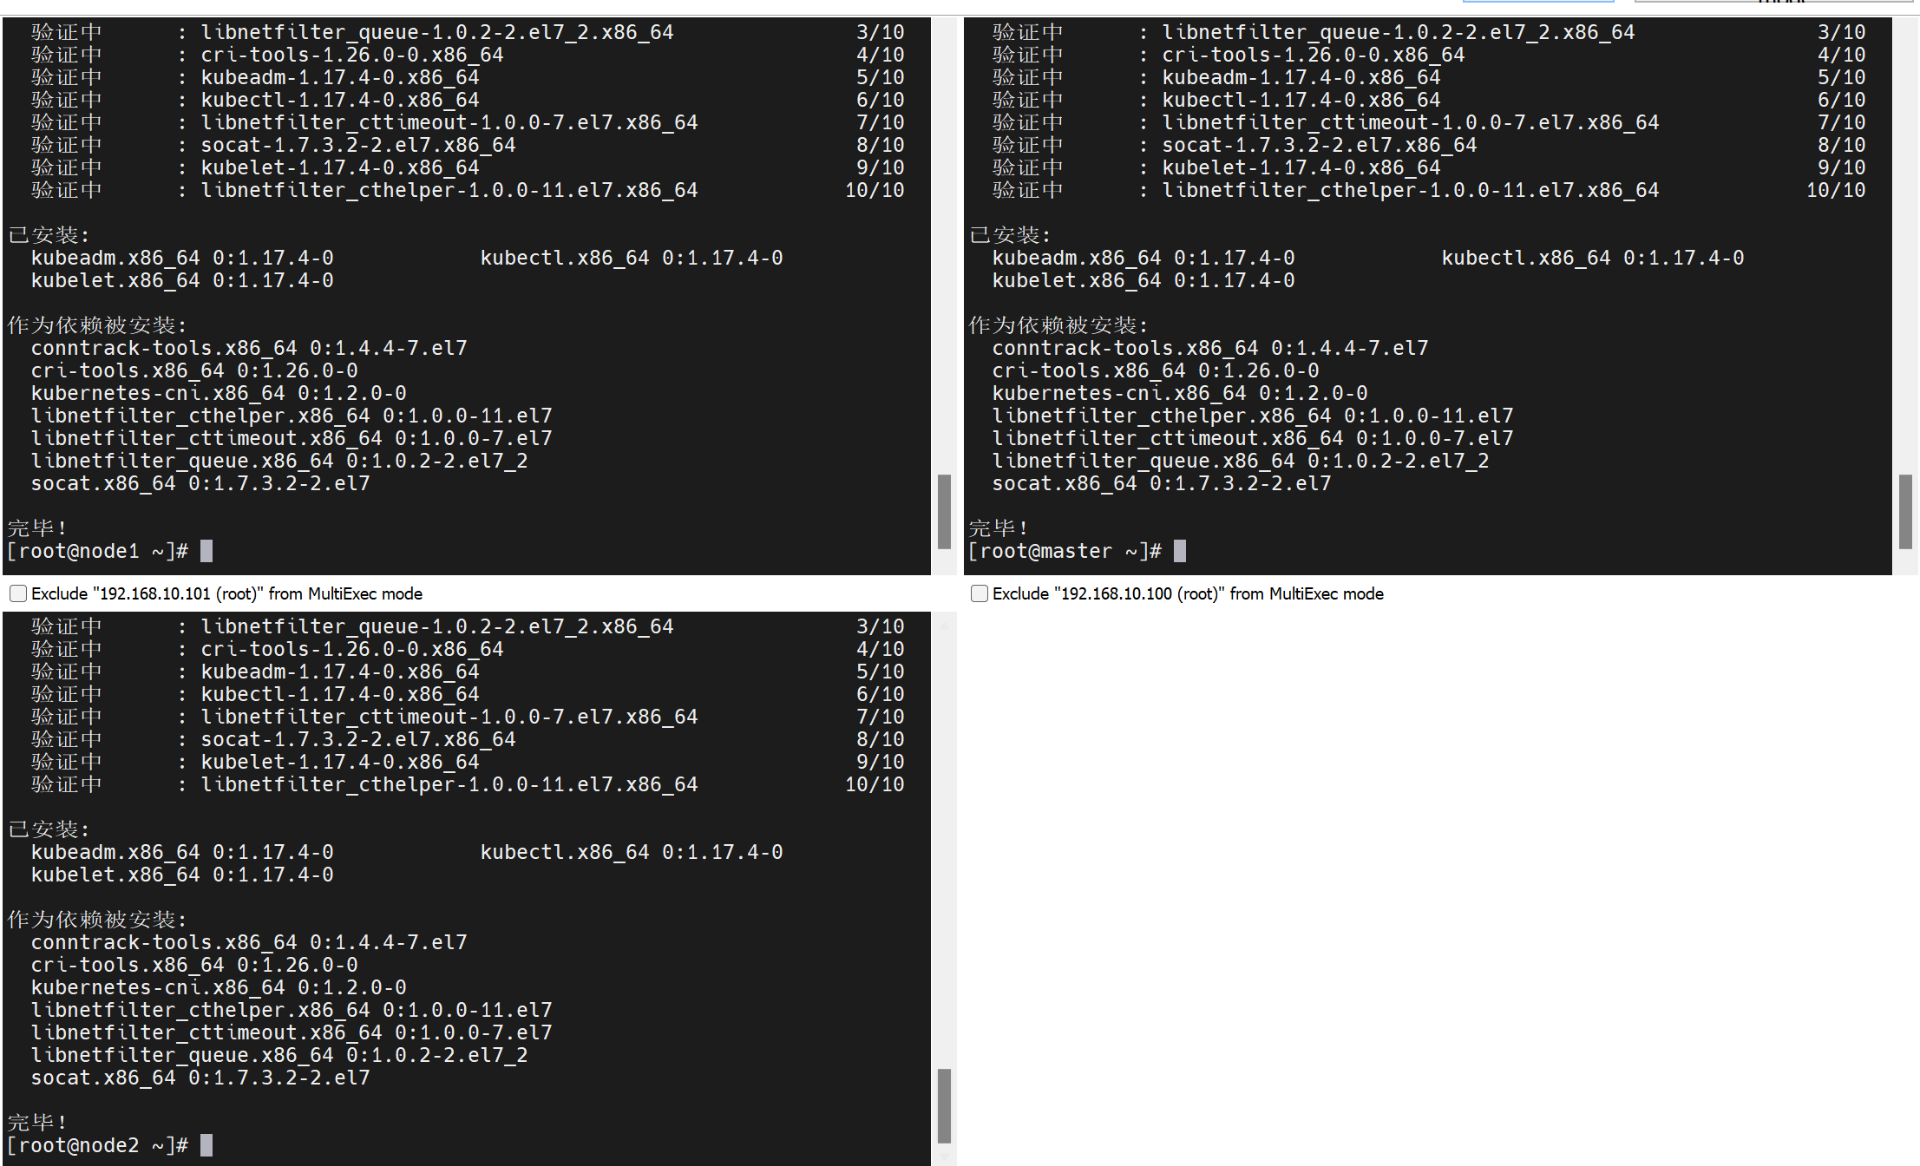 验证中 : libnetfilter_queue-1.0.2-2.el7_2.x86_64 3/10
验证中 : cri-tools-1.26.0-0.x86_64 4/10
验证中 : kubeadm-1.17.4-0.x86_64 5/10
验证中 : kubectl-1.17.4-0.x86_64 6/10
验证中 : libnetfilter_cttimeout-1.0.0-7.el7.x86_64 7/10
验证中 : socat-1.7.3.2-2.el7.x86_64 8/10
验证中 : kubelet-1.17.4-0.x86_64 9/10
验证中 : libnetfilter_cthelper-1.0.0-11.el7.x86_64 10/10
已安装:
kubeadm.x86_64 0:1.17.4-0 kubectl.x86_64 0:1.17.4-0
kubelet.x86_64 0:1.17.4-0
作为依赖被安装:
conntrack-tools.x86_64 0:1.4.4-7.el7
cri-tools.x86_64 0:1.26.0-0
kubernetes-cni.x86_64 0:1.2.0-0
libnetfilter_cthelper.x86_64 0:1.0.0-11.el7
libnetfilter_cttimeout.x86_64 0:1.0.0-7.el7
libnetfilter_queue.x86_64 0:1.0.2-2.el7_2
socat.x86_64 0:1.7.3.2-2.el7
完毕！
[root@node1 ~]#
Exclude "192.168.10.101 (root)" from MultiExec mode
验证中 : libnetfilter_queue-1.0.2-2.el7_2.x86_64 3/10
验证中 : cri-tools-1.26.0-0.x86_64 4/10
验证中 : kubeadm-1.17.4-0.x86_64 5/10
验证中 : kubectl-1.17.4-0.x86_64 6/10
验证中 : libnetfilter_cttimeout-1.0.0-7.el7.x86_64 7/10
验证中 : socat-1.7.3.2-2.el7.x86_64 8/10
验证中 : kubelet-1.17.4-0.x86_64 9/10
验证中 : libnetfilter_cthelper-1.0.0-11.el7.x86_64 10/10
已安装:
kubeadm.x86_64 0:1.17.4-0 kubectl.x86_64 0:1.17.4-0
kubelet.x86_64 0:1.17.4-0
作为依赖被安装:
conntrack-tools.x86_64 0:1.4.4-7.el7
cri-tools.x86_64 0:1.26.0-0
kubernetes-cni.x86_64 0:1.2.0-0
libnetfilter_cthelper.x86_64 0:1.0.0-11.el7
libnetfilter_cttimeout.x86_64 0:1.0.0-7.el7
libnetfilter_queue.x86_64 0:1.0.2-2.el7_2
socat.x86_64 0:1.7.3.2-2.el7
完毕！
[root@master ~]#
Exclude "192.168.10.100 (root)" from MultiExec mode
验证中 : libnetfilter_queue-1.0.2-2.el7_2.x86_64 3/10
验证中 : cri-tools-1.26.0-0.x86_64 4/10
验证中 : kubeadm-1.17.4-0.x86_64 5/10
验证中 : kubectl-1.17.4-0.x86_64 6/10
验证中 : libnetfilter_cttimeout-1.0.0-7.el7.x86_64 7/10
验证中 : socat-1.7.3.2-2.el7.x86_64 8/10
验证中 : kubelet-1.17.4-0.x86_64 9/10
验证中 : libnetfilter_cthelper-1.0.0-11.el7.x86_64 10/10
已安装:
kubeadm.x86_64 0:1.17.4-0 kubectl.x86_64 0:1.17.4-0
kubelet.x86_64 0:1.17.4-0
作为依赖被安装:
conntrack-tools.x86_64 0:1.4.4-7.el7
cri-tools.x86_64 0:1.26.0-0
kubernetes-cni.x86_64 0:1.2.0-0
libnetfilter_cthelper.x86_64 0:1.0.0-11.el7
libnetfilter_cttimeout.x86_64 0:1.0.0-7.el7
libnetfilter_queue.x86_64 0:1.0.2-2.el7_2
socat.x86_64 0:1.7.3.2-2.el7
完毕！
[root@node2 ~]#